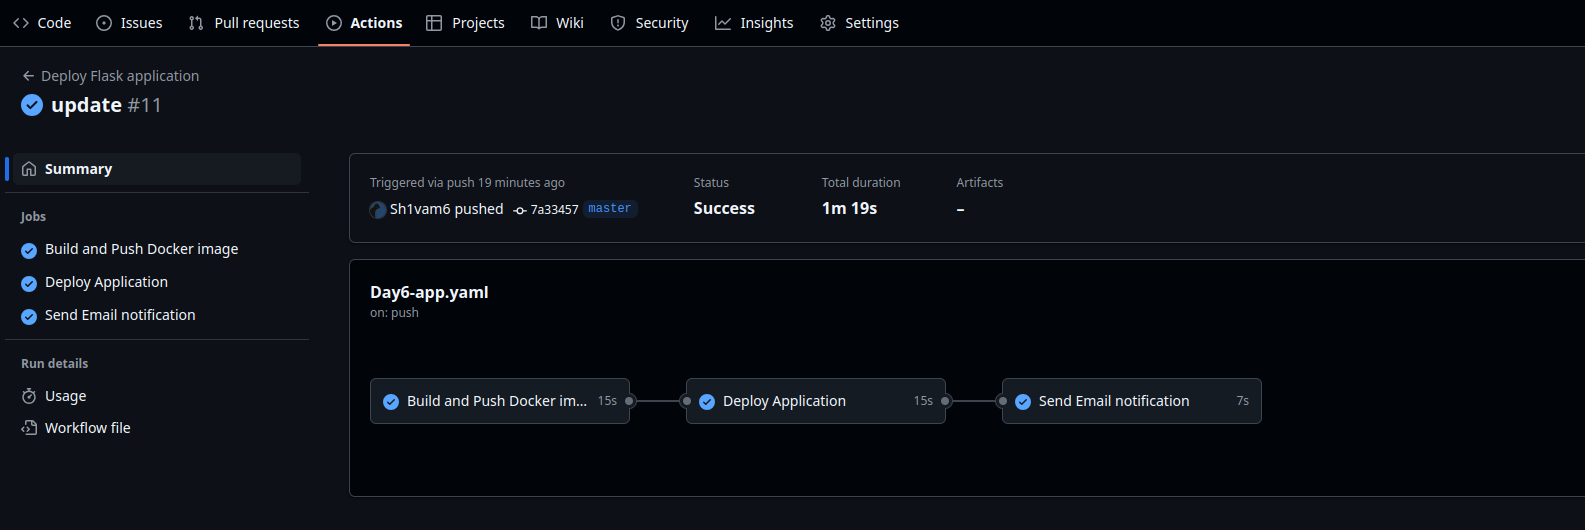 Code Issues Pull requests Actions Projects Wiki Security Insights Settings
Deploy Flask application
update #11
Summary
Jobs
Build and Push Docker image
Deploy Application
Send Email notification
Run details
Usage
Workflow file
Triggered via push 19 minutes ago
Sh1vam6 pushed 7a33457 master
Status
Success
Total duration
1m 19s
Artifacts
–
Day6-app.yaml
on: push
Build and Push Docker im... 15s
Deploy Application 15s
Send Email notification 7s